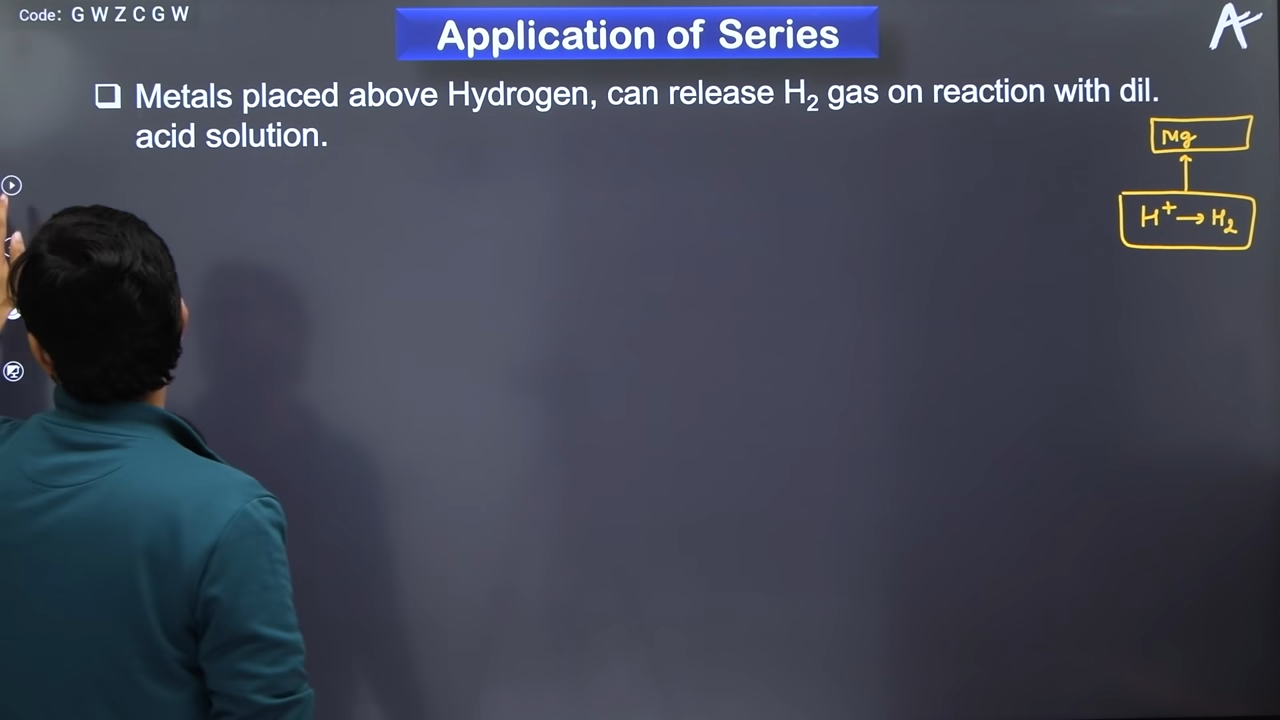 Code: G W Z C G W
Application of Series
❑ Metals placed above Hydrogen, can release H₂ gas on reaction with dil.
acid solution.
Mg
H⁺ → H₂